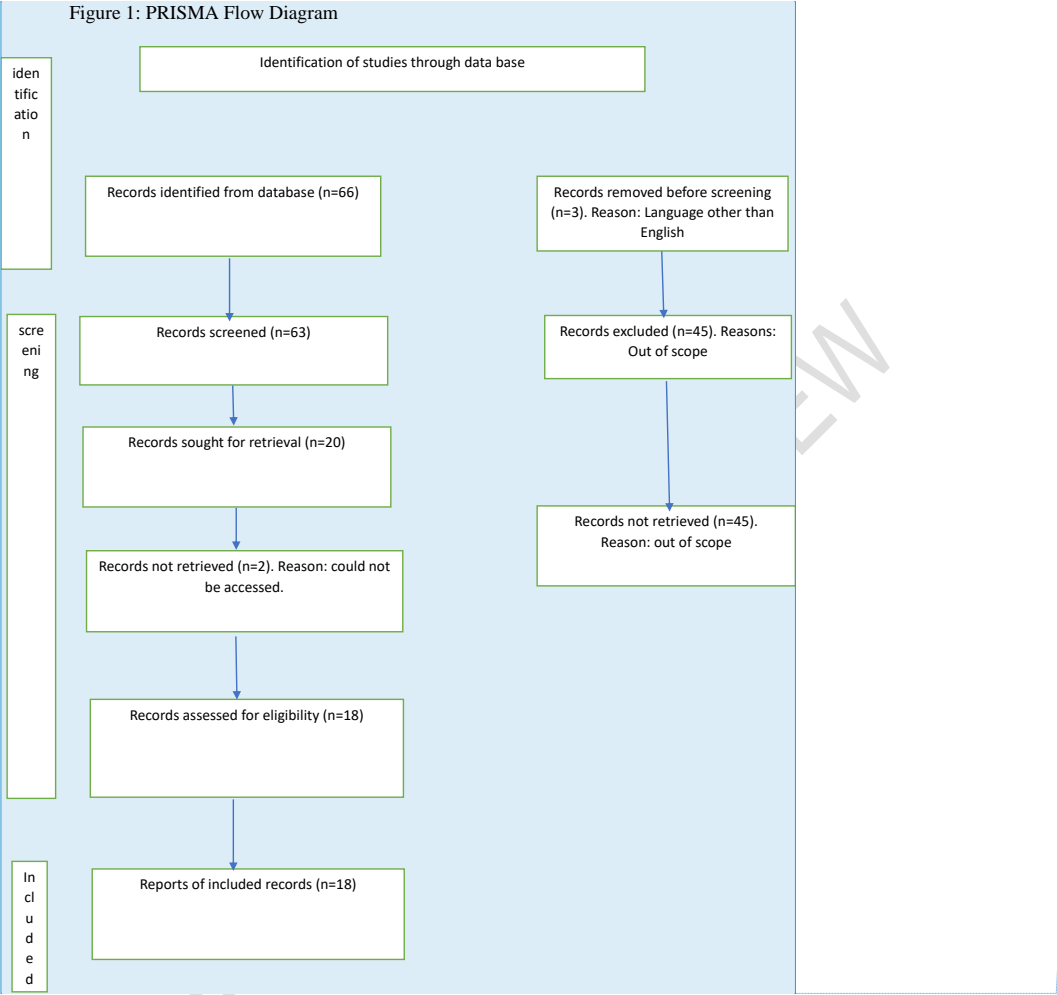 Figure 1: PRISMA Flow Diagram
Identification of studies through data base
iden
tific
atio
n
Records identified from database (n=66)
Records removed before screening
(n=3). Reason: Language other than
English
scre
eni
ng
Records screened (n=63)
Records excluded (n=45). Reasons:
Out of scope
Records sought for retrieval (n=20)
Records not retrieved (n=2). Reason: could not
be accessed.
Records not retrieved (n=45).
Reason: out of scope
Records assessed for eligibility (n=18)
In
cl
u
d
e
d
Reports of included records (n=18)